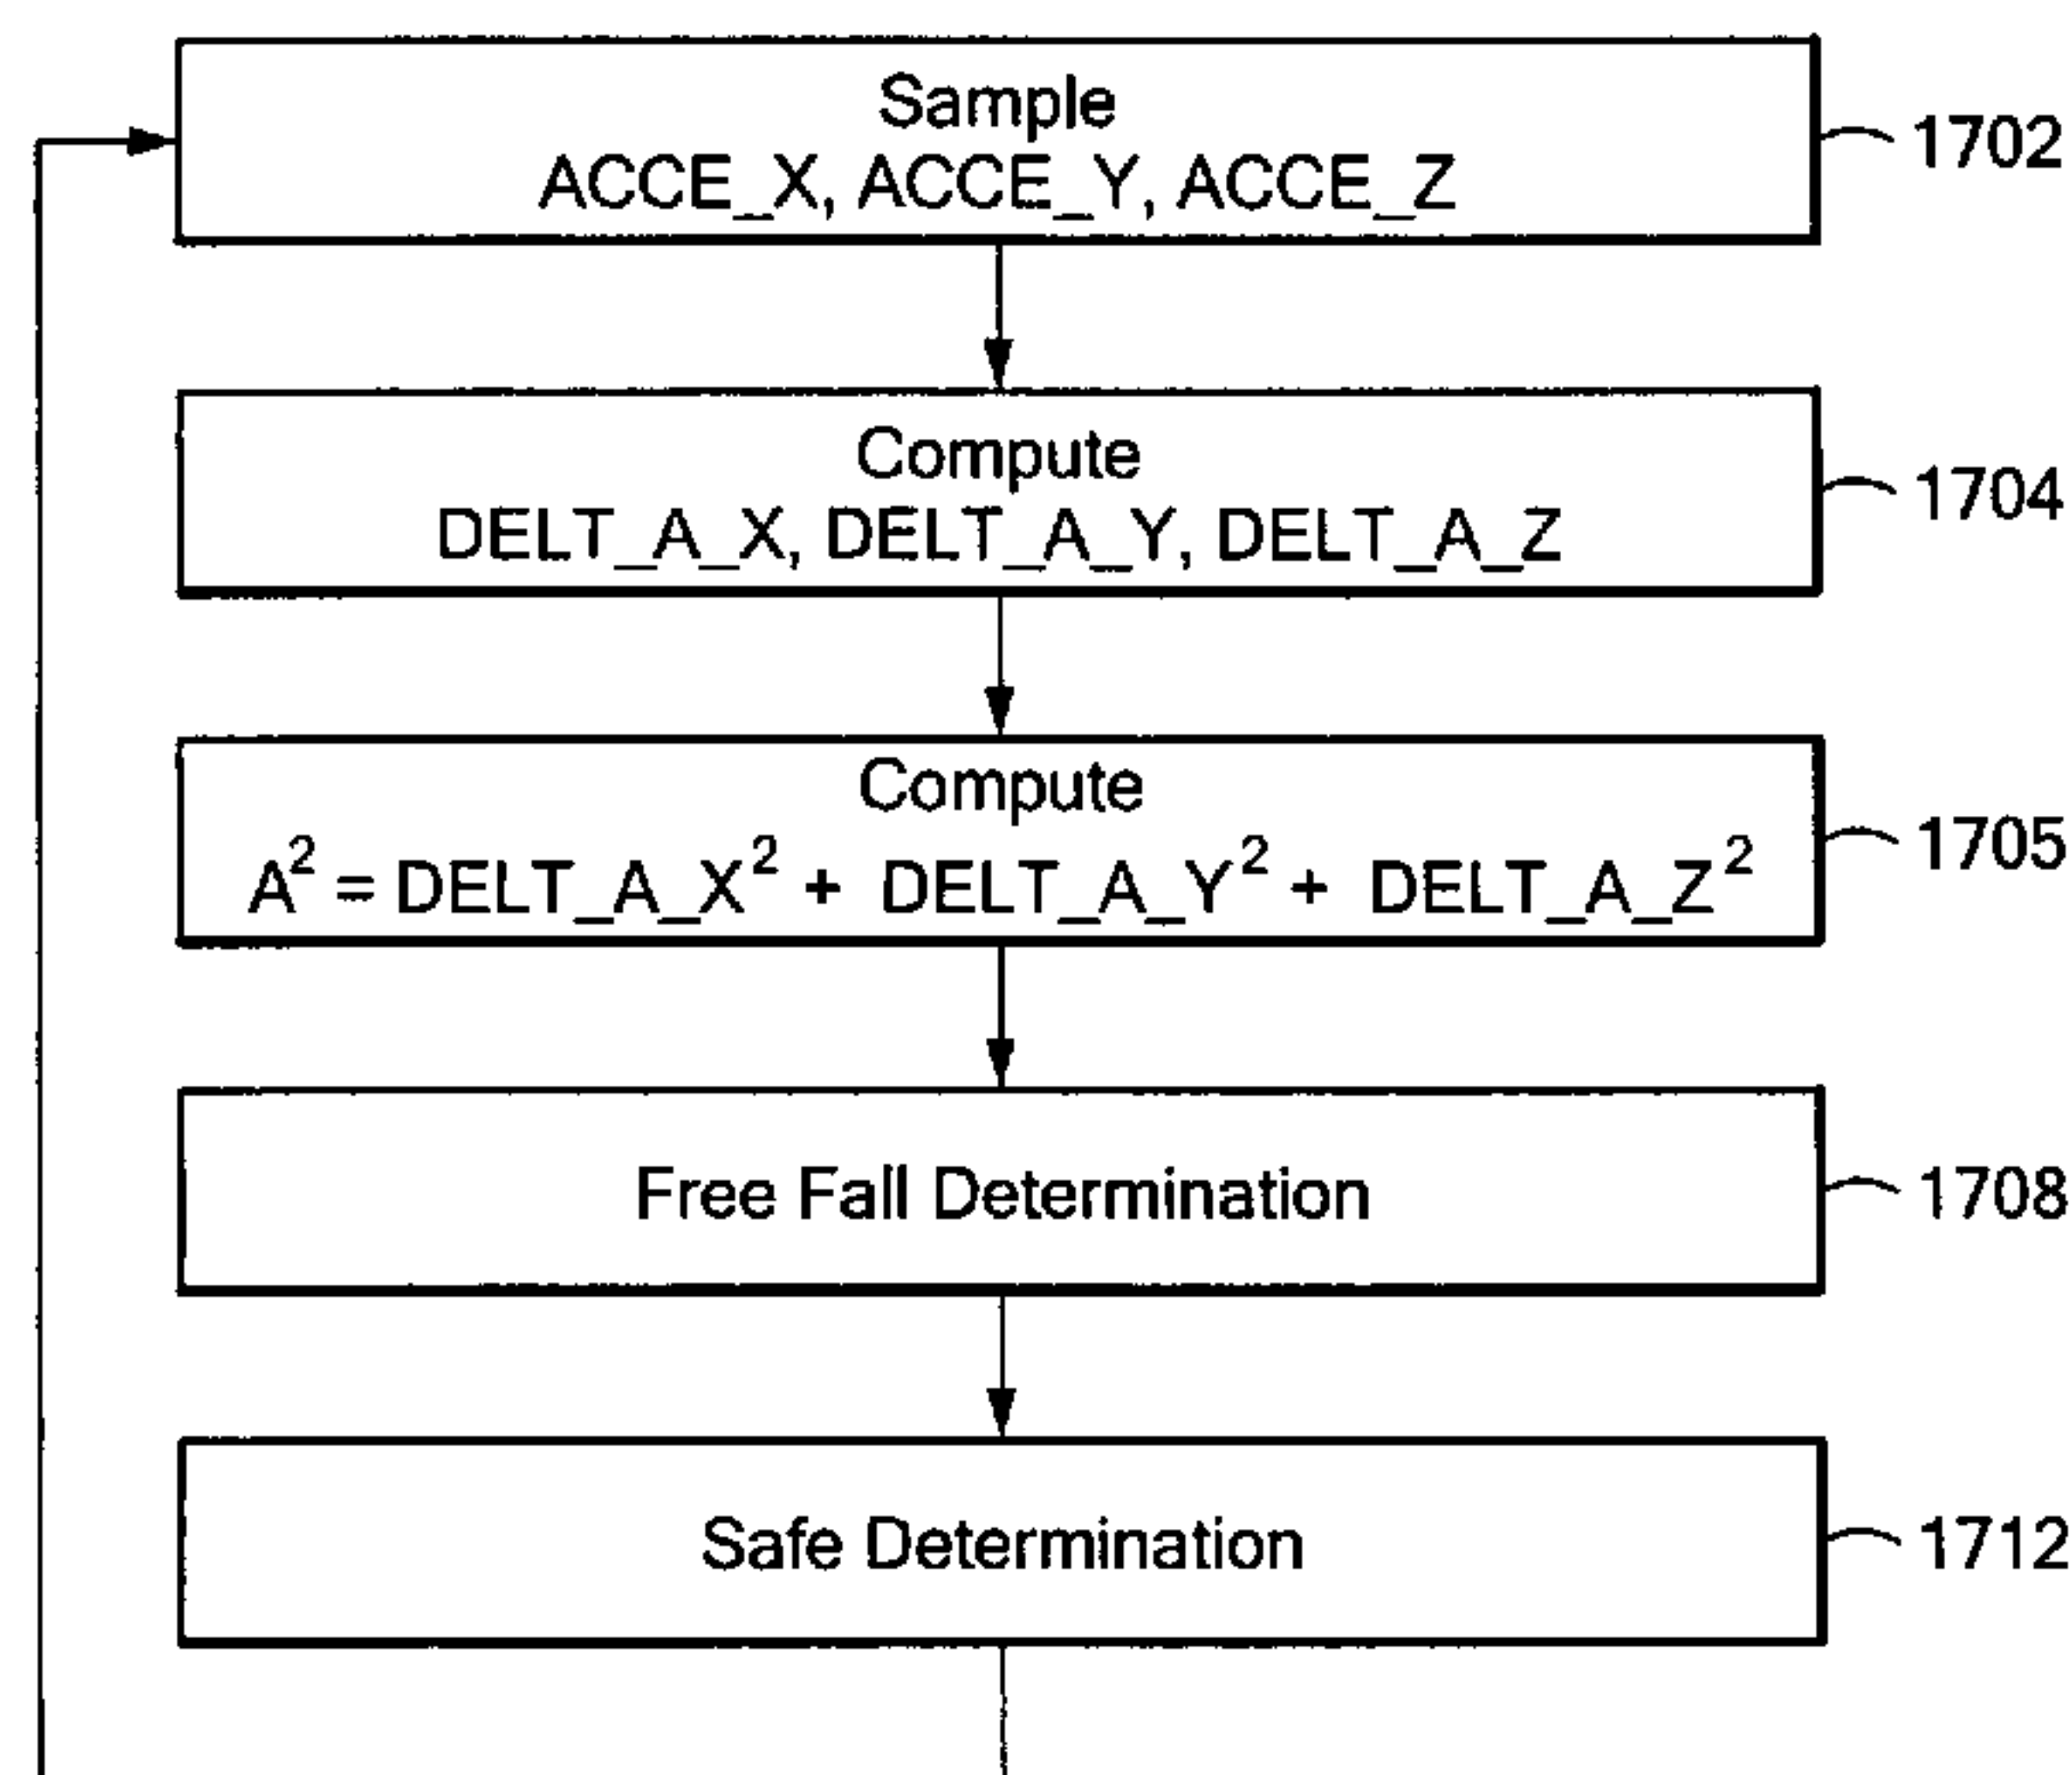 Sample
ACCE_X, ACCE_Y, ACCE_Z
1702
Compute
DELT_A_X, DELT_A_Y, DELT_A_Z
1704
Compute
A² = DELT_A_X² + DELT_A_Y² + DELT_A_Z²
1705
Free Fall Determination
1708
Safe Determination
1712